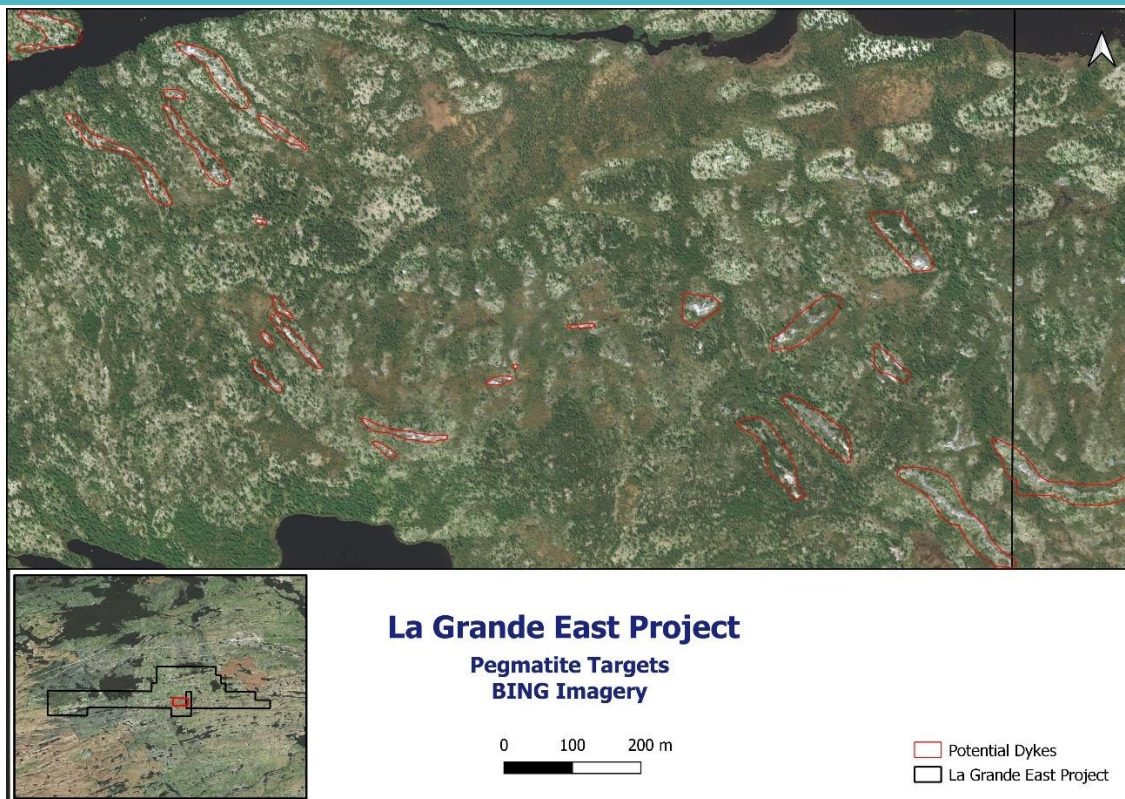 La Grande East Project
Pegmatite Targets
BING Imagery
0 100 200 m
Potential Dykes
La Grande East Project